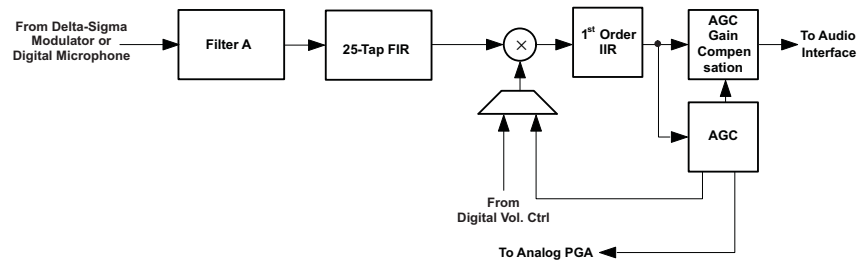 From Delta-Sigma
Modulator or
Digital Microphone
Filter A
25-Tap FIR
×
1st Order
IIR
AGC
Gain
Compen
sation
To Audio
Interface
AGC
From
Digital Vol. Ctrl
To Analog PGA